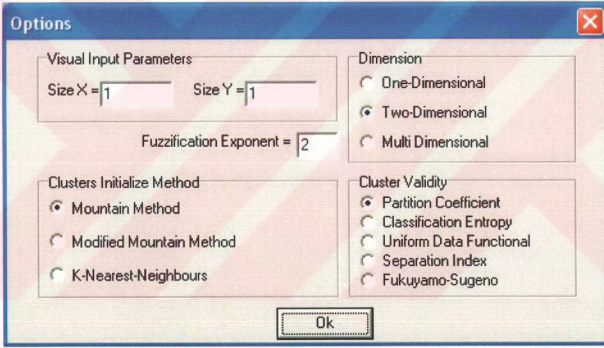 Options
Visual Input Parameters
Size X = 1 Size Y = 1
Fuzzification Exponent = 2
Dimension
One-Dimensional
Two-Dimensional
Multi Dimensional
Clusters Initialize Method
Mountain Method
Modified Mountain Method
K-Nearest-Neighbours
Cluster Validity
Partition Coefficient
Classification Entropy
Uniform Data Functional
Separation Index
Fukuyamo-Sugeno
Ok